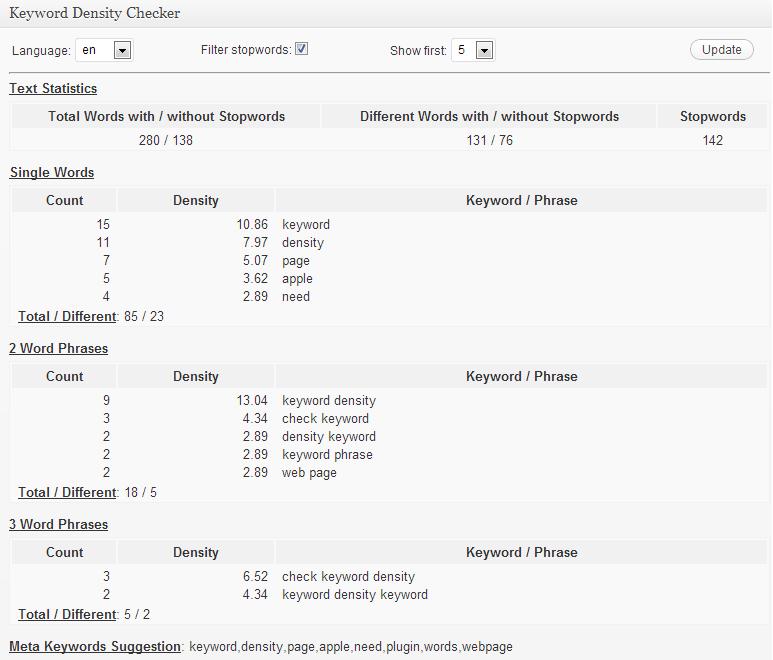 Keyword Density Checker
Language: en Filter stopwords: Show first: 5 Update
Text Statistics
Total Words with / without Stopwords Different Words with / without Stopwords Stopwords
280 / 138 131 / 76 142
Single Words
Count Density Keyword / Phrase
15 10.86 keyword
11 7.97 density
7 5.07 page
5 3.62 apple
4 2.89 need
Total / Different: 85 / 23
2 Word Phrases
Count Density Keyword / Phrase
9 13.04 keyword density
3 4.34 check keyword
2 2.89 density keyword
2 2.89 keyword phrase
2 2.89 web page
Total / Different: 18 / 5
3 Word Phrases
Count Density Keyword / Phrase
3 6.52 check keyword density
2 4.34 keyword density keyword
Total / Different: 5 / 2
Meta Keywords Suggestion: keyword,density,page,apple,need,plugin,words,webpage